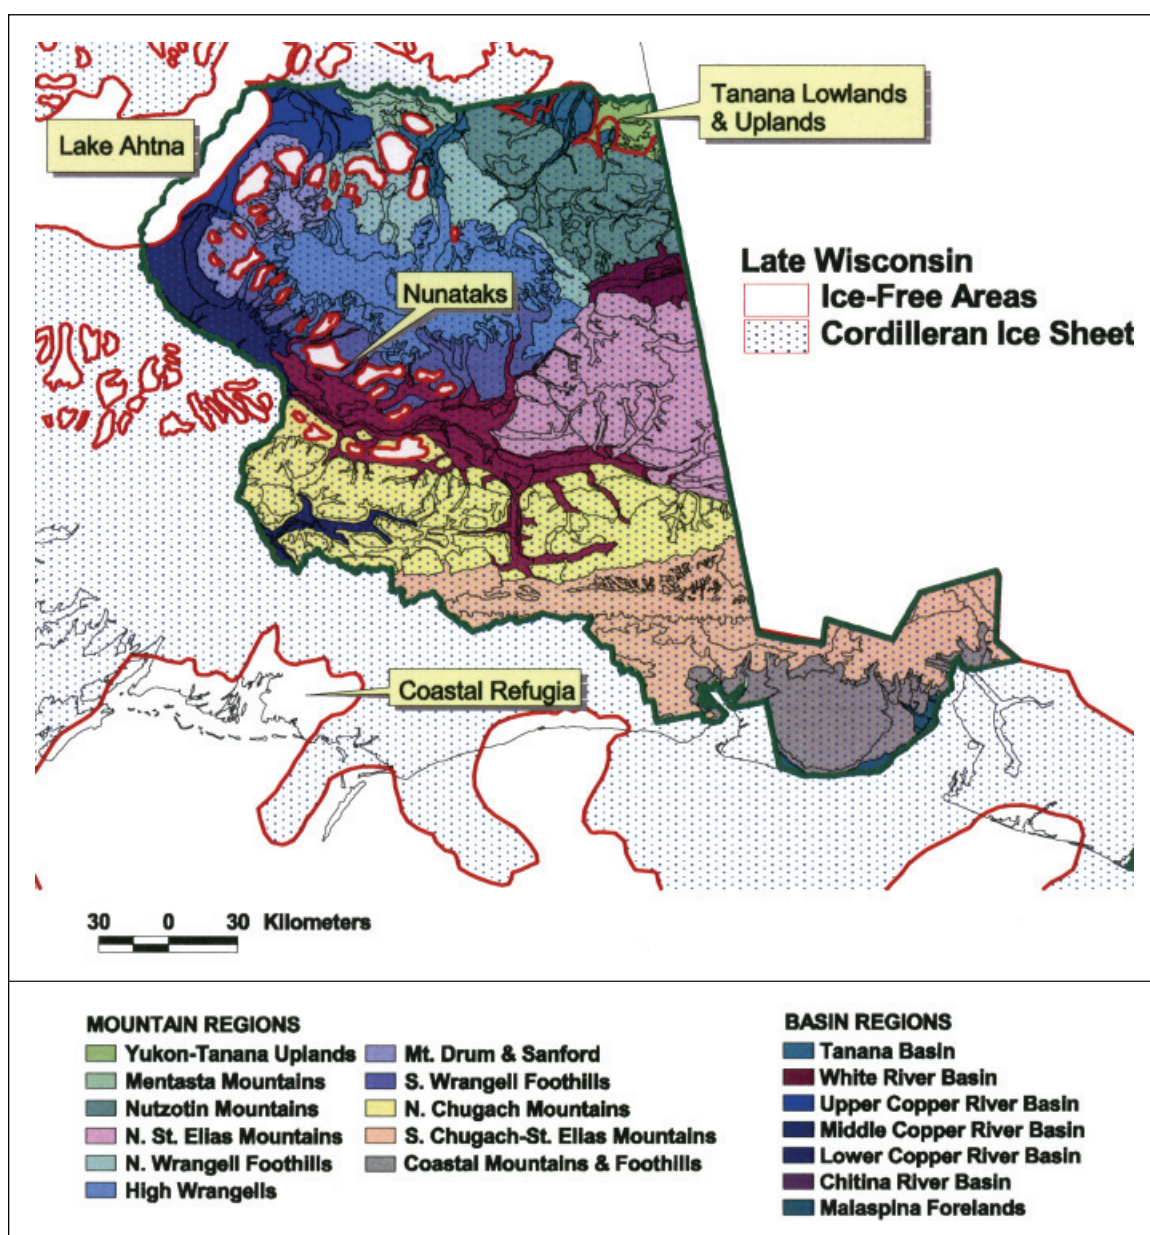 Tanana Lowlands
& Uplands
Lake Ahtna
Late Wisconsin
Ice-Free Areas
Cordilleran Ice Sheet
Nunataks
Coastal Refugia
30 0 30 Kilometers
MOUNTAIN REGIONS
Yukon-Tanana Uplands
Mentasta Mountains
Nutzotin Mountains
N. St. Elias Mountains
N. Wrangell Foothills
High Wrangells
Mt. Drum & Sanford
S. Wrangell Foothills
N. Chugach Mountains
S. Chugach-St. Elias Mountains
Coastal Mountains & Foothills
BASIN REGIONS
Tanana Basin
White River Basin
Upper Copper River Basin
Middle Copper River Basin
Lower Copper River Basin
Chitina River Basin
Malaspina Forelands